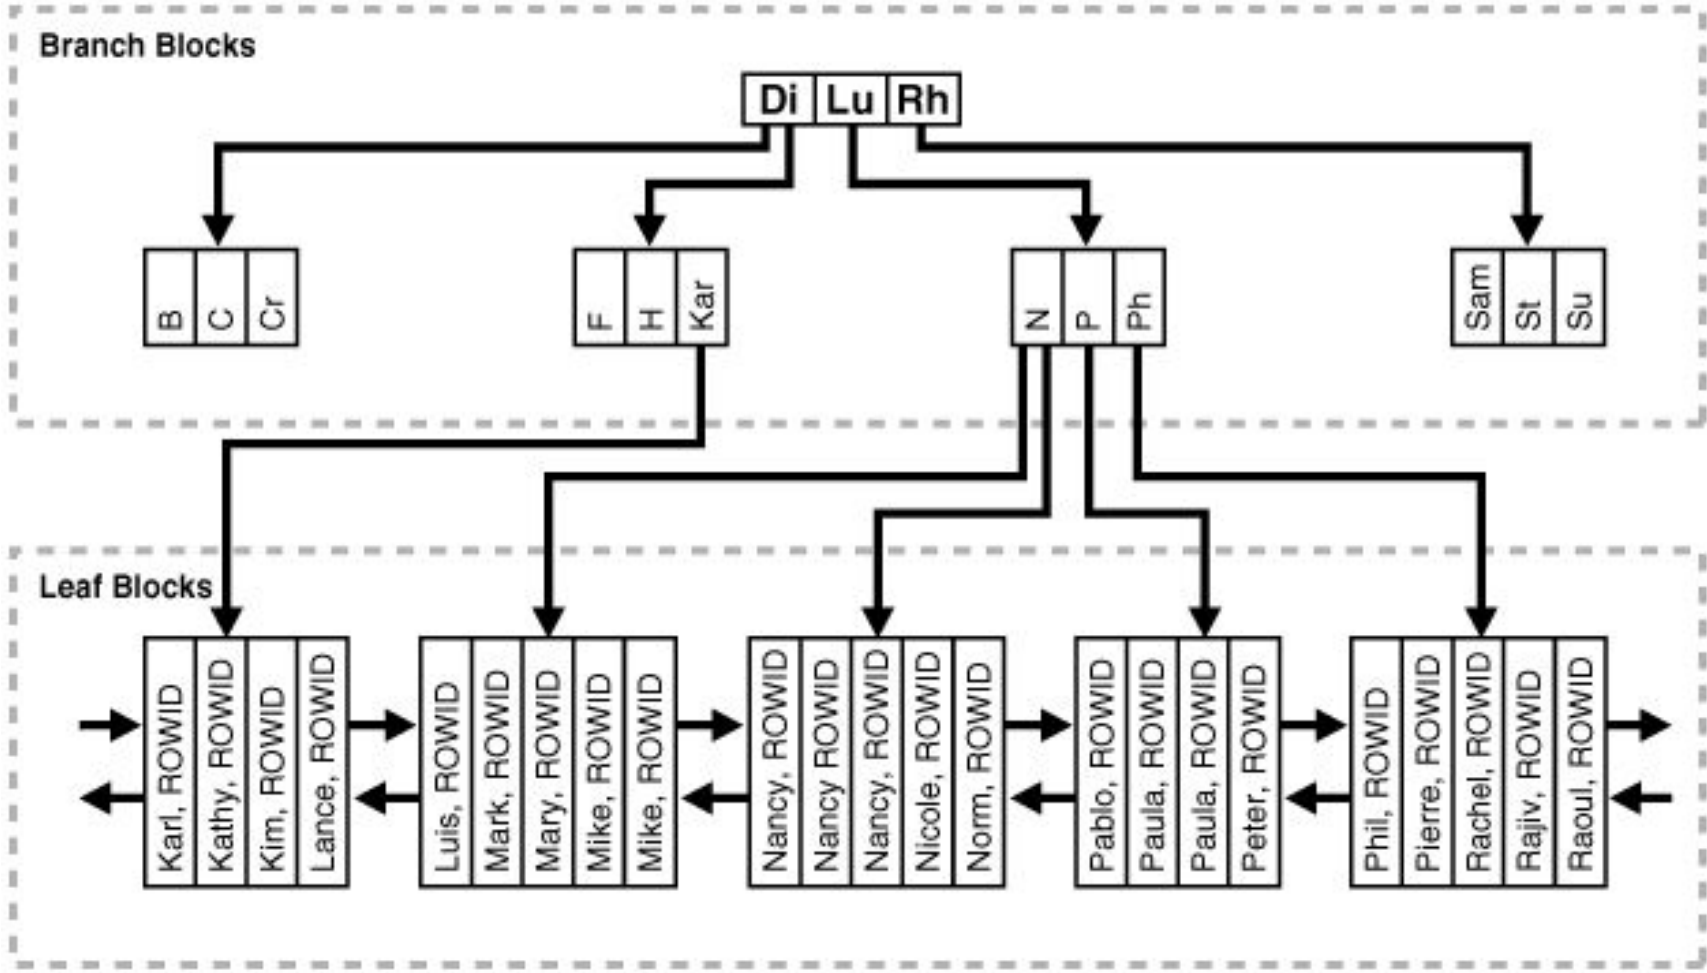 Branch Blocks
Di Lu Rh
B C Cr
F H Kar
N P Ph
Sam St Su
Leaf Blocks
Karl, ROWID
Kathy, ROWID
Kim, ROWID
Lance, ROWID
Luis, ROWID
Mark, ROWID
Mary, ROWID
Mike, ROWID
Mike, ROWID
Nancy, ROWID
Nancy ROWID
Nancy, ROWID
Nicole, ROWID
Norm, ROWID
Pablo, ROWID
Paula, ROWID
Paula, ROWID
Peter, ROWID
Phil, ROWID
Pierre, ROWID
Rachel, ROWID
Rajiv, ROWID
Raoul, ROWID